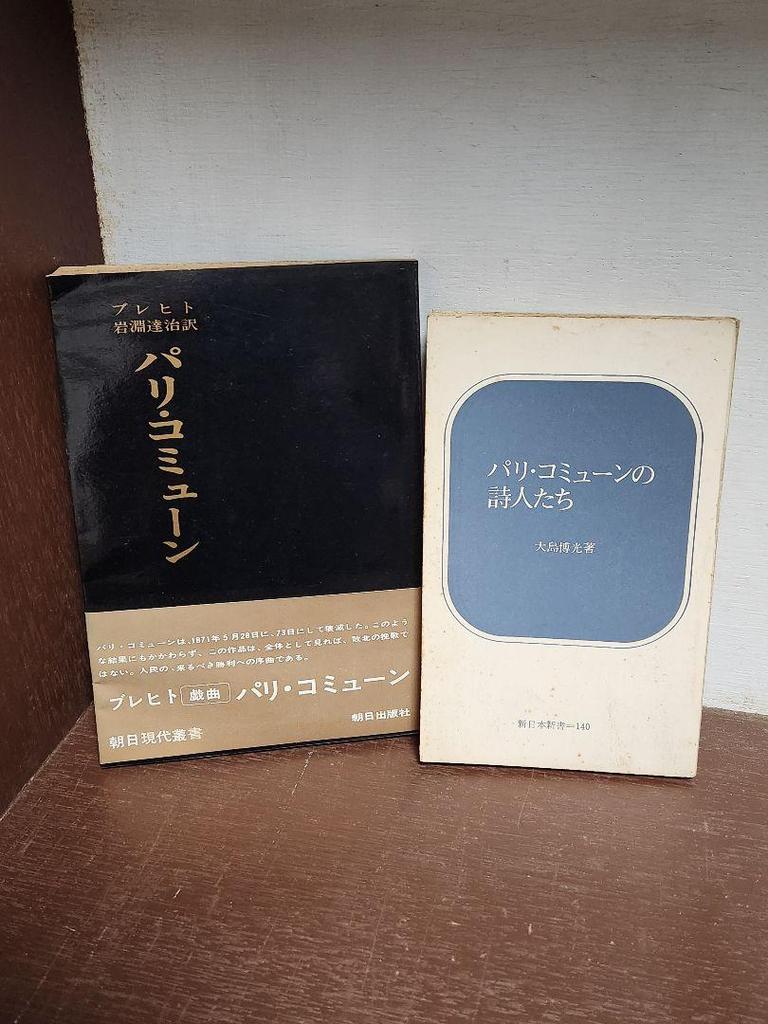 ブレヒト
岩淵達治訳
パリ・コミューン
パリ・コミューンは、1871年5月28日に、73日にして壊滅した。このよう
な結果にもかかわらず、この作品は、全体として見れば、敗北の挽歌で
はない。人民の、来るべき勝利への序曲である。
ブレヒト 戯曲 パリ・コミューン
朝日出版社
朝日現代叢書
パリ・コミューンの
詩人たち
大島博光著
新日本新書=140